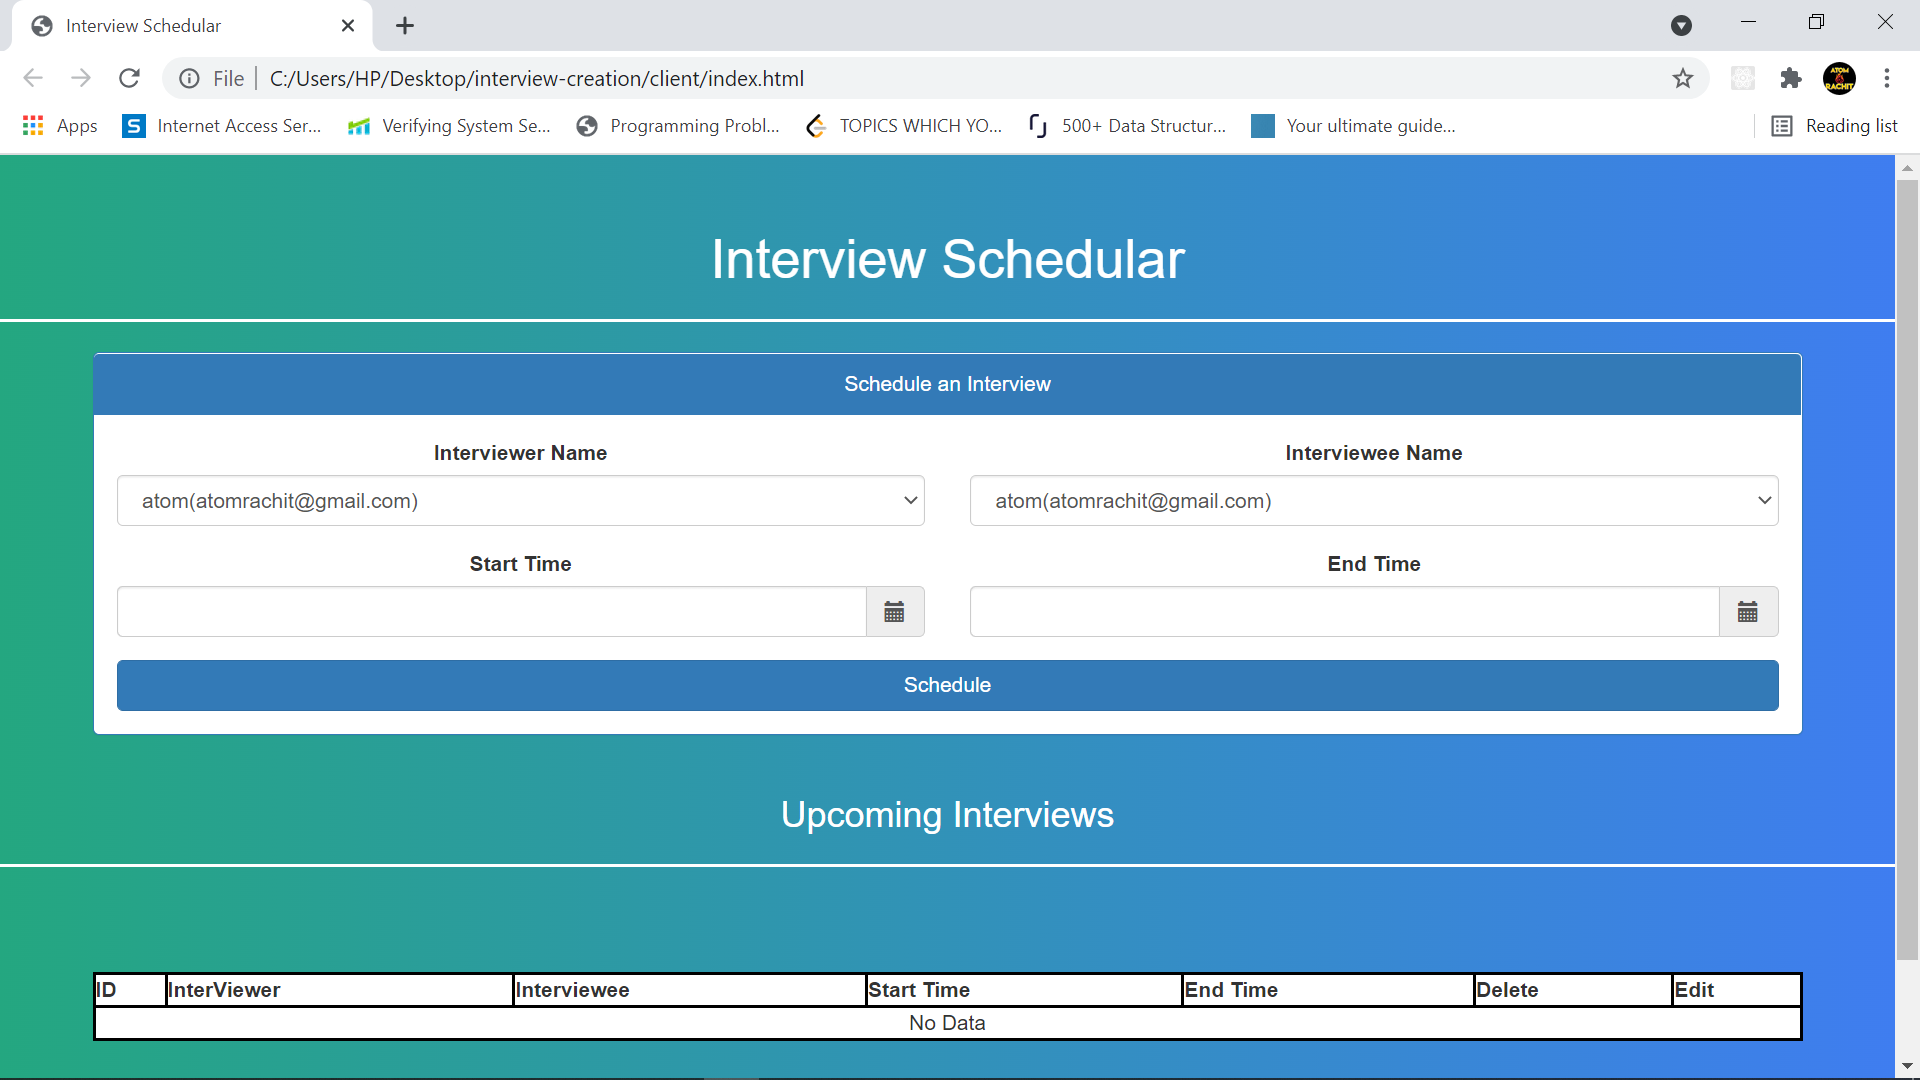 Interview Schedular
File C:/Users/HP/Desktop/interview-creation/client/index.html
ATOM RACHIT
Apps S Internet Access Ser... Verifying System Se... Programming Probl... TOPICS WHICH YO... 500+ Data Structur... Your ultimate guide... Reading list
Interview Schedular
Schedule an Interview
Interviewer Name Interviewee Name
atom(atomrachit@gmail.com) atom(atomrachit@gmail.com)
Start Time End Time
Schedule
Upcoming Interviews
ID InterViewer Interviewee Start Time End Time Delete Edit
No Data